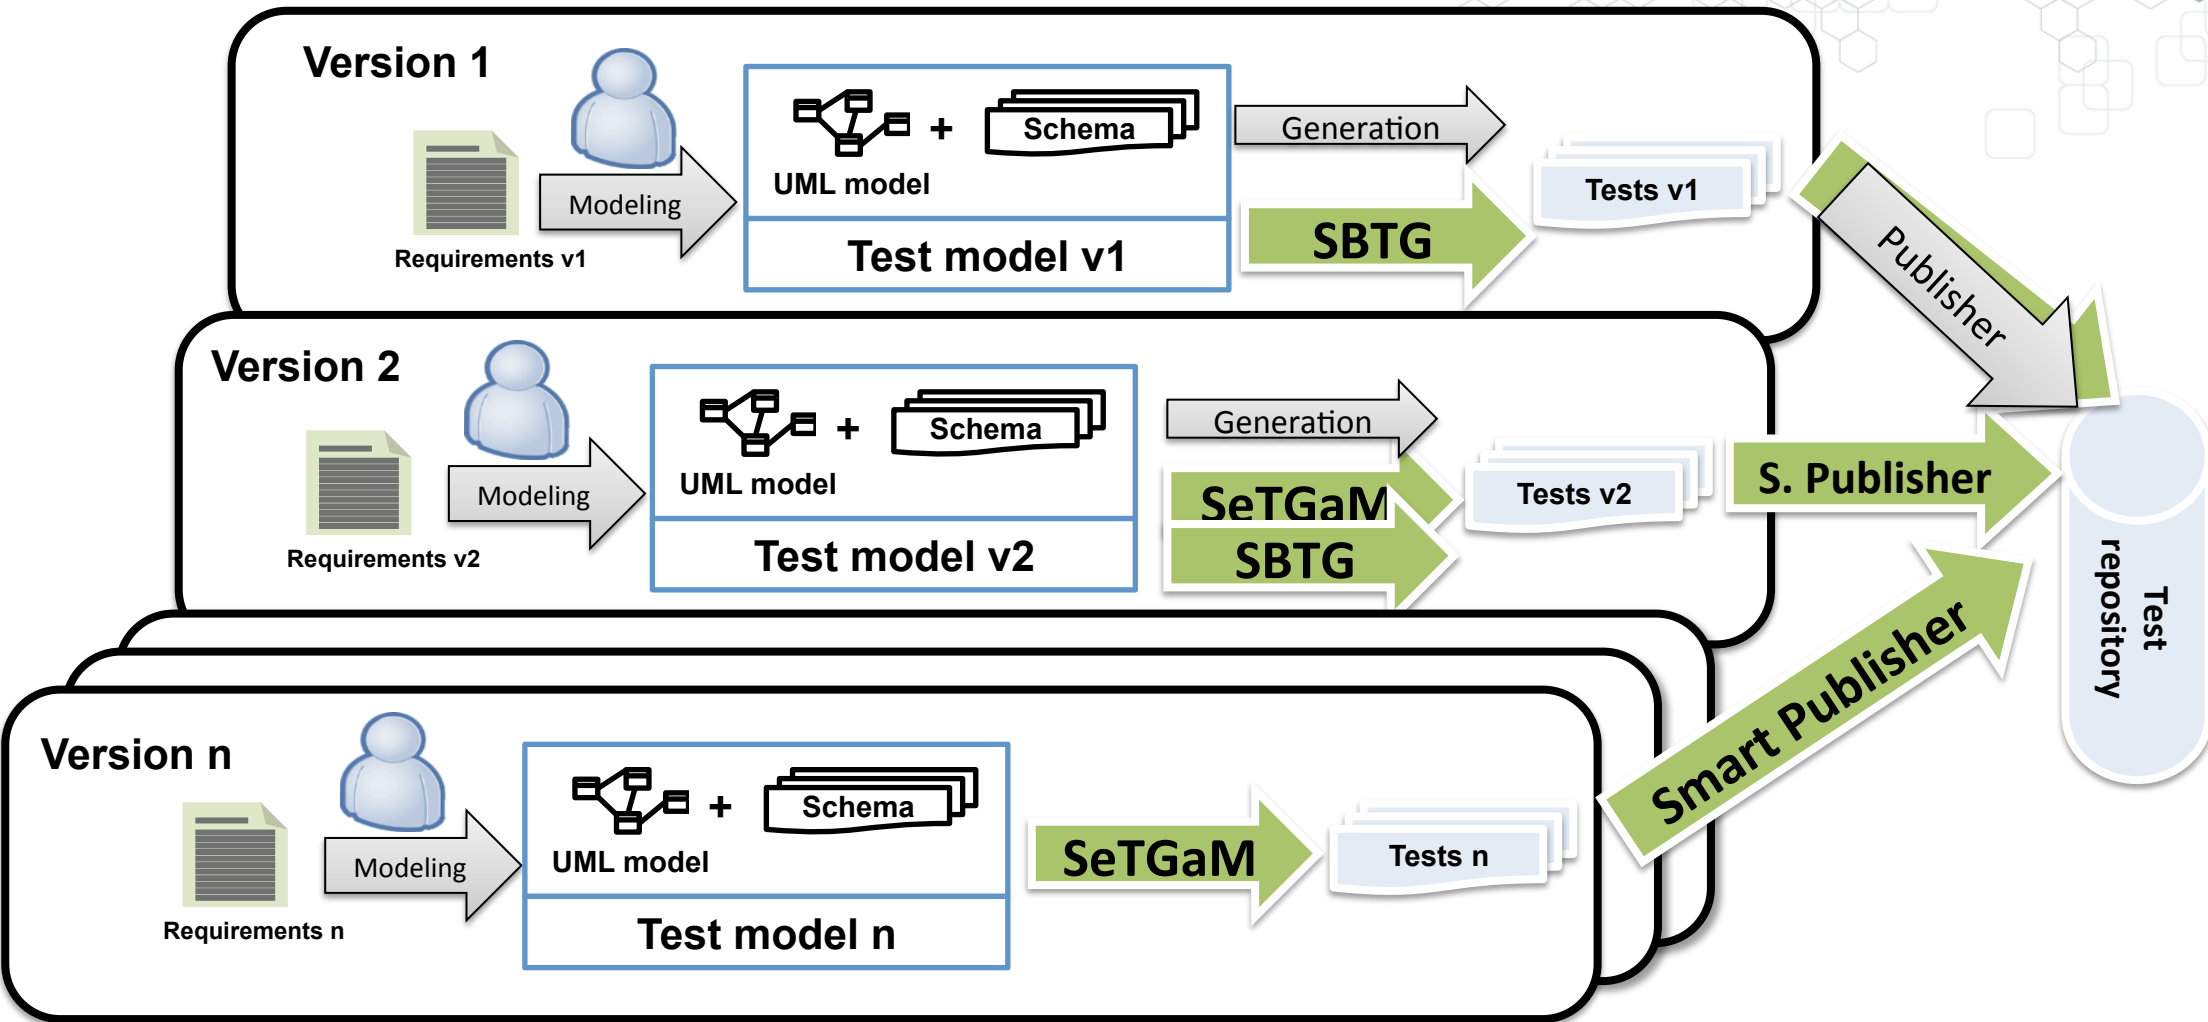 Version 1
Requirements v1
Modeling
+
Schema
UML model
Test model v1
Generation
SBTG
Tests v1
Publisher
Version 2
Requirements v2
Modeling
+
Schema
UML model
Test model v2
Generation
SeTGaM
SBTG
Tests v2
S. Publisher
Version n
Requirements n
Modeling
+
Schema
UML model
Test model n
SeTGaM
Tests n
Smart Publisher
Test
repository